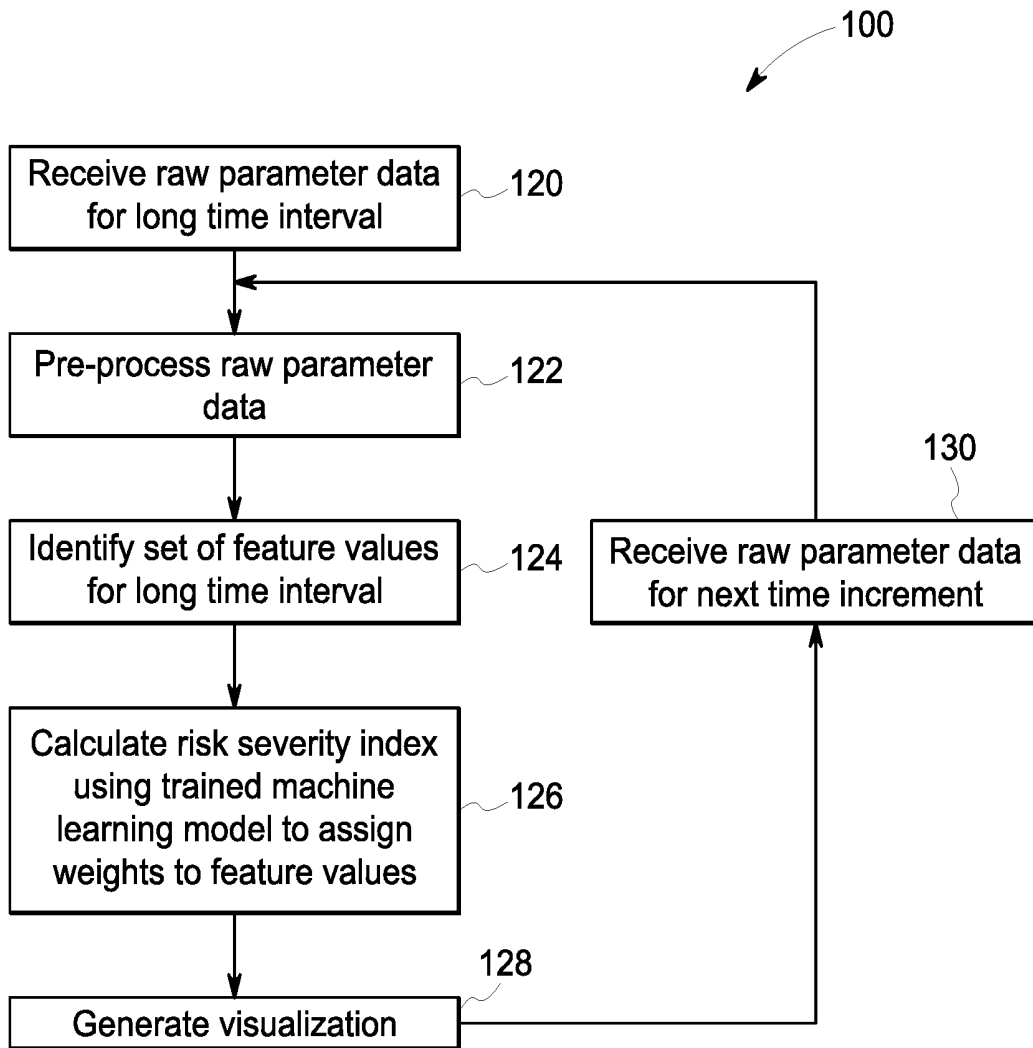 100
Receive raw parameter data
for long time interval
120
Pre-process raw parameter
data
122
Identify set of feature values
for long time interval
124
130
Receive raw parameter data
for next time increment
Calculate risk severity index
using trained machine
learning model to assign
weights to feature values
126
128
Generate visualization